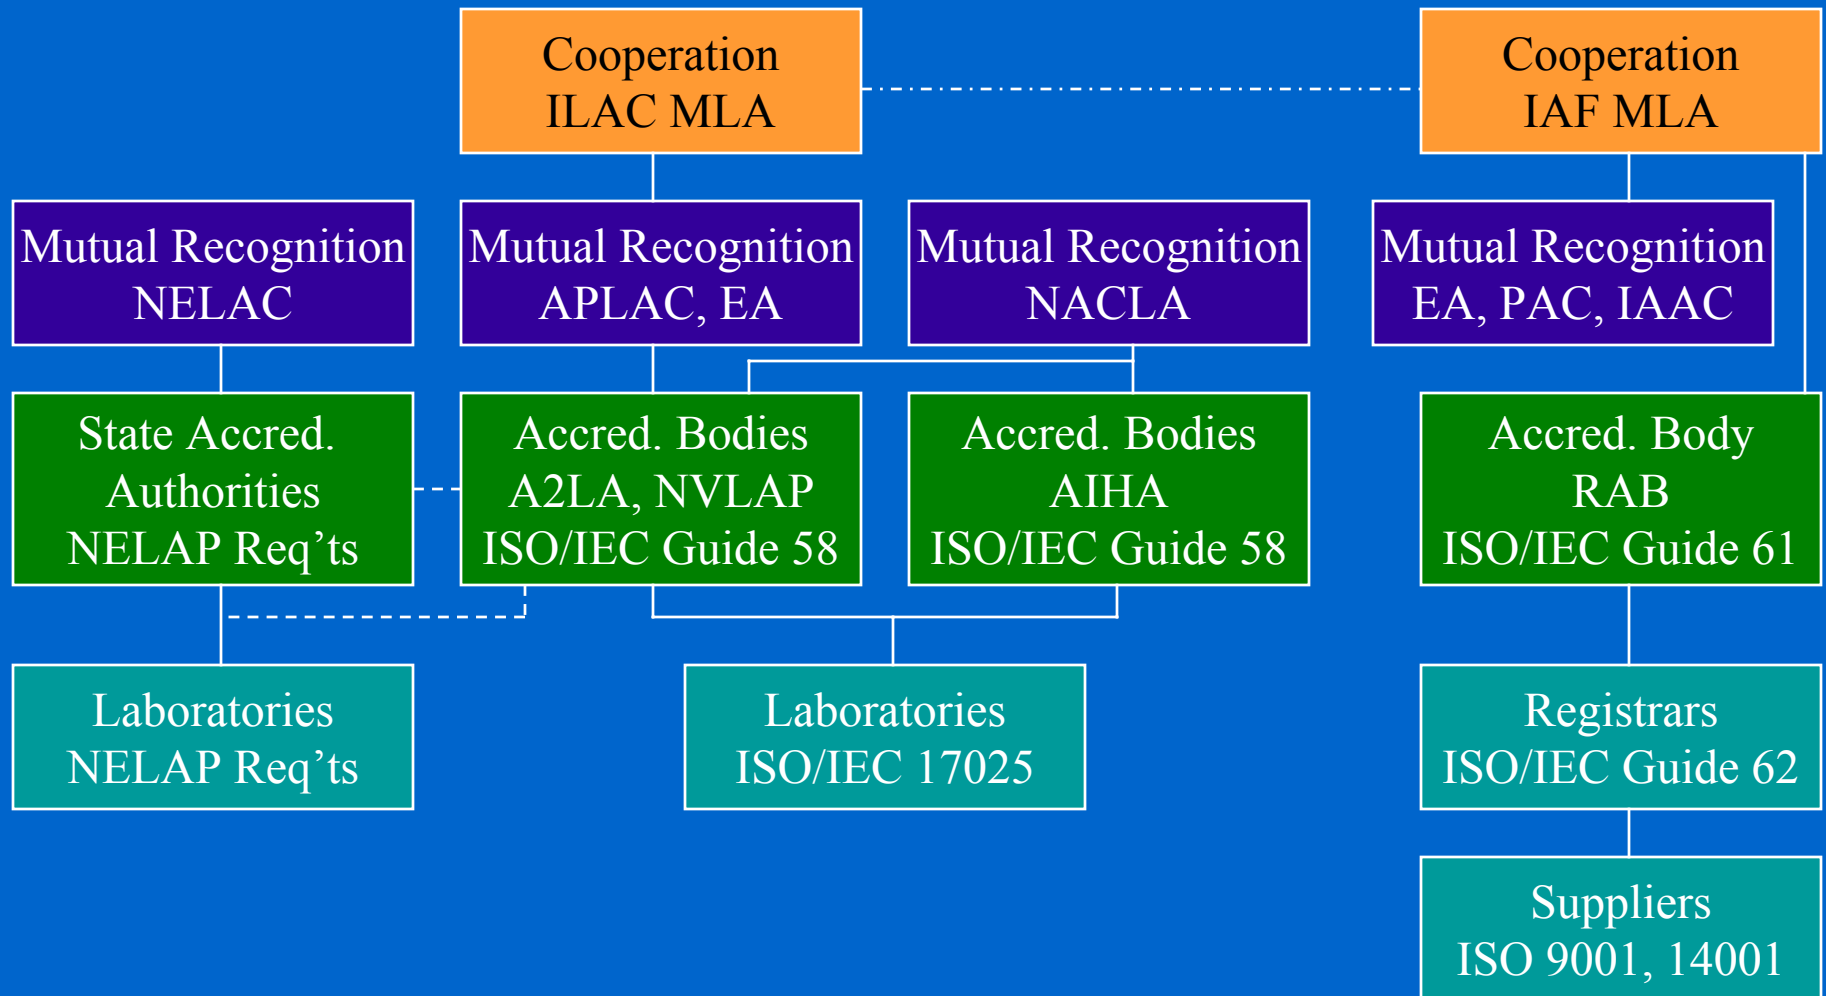 Cooperation
ILAC MLA
Cooperation
IAF MLA
Mutual Recognition
NELAC
Mutual Recognition
APLAC, EA
Mutual Recognition
NACLA
Mutual Recognition
EA, PAC, IAAC
State Accred.
Authorities
NELAP Req’ts
Accred. Bodies
A2LA, NVLAP
ISO/IEC Guide 58
Accred. Bodies
AIHA
ISO/IEC Guide 58
Accred. Body
RAB
ISO/IEC Guide 61
Laboratories
NELAP Req’ts
Laboratories
ISO/IEC 17025
Registrars
ISO/IEC Guide 62
Suppliers
ISO 9001, 14001